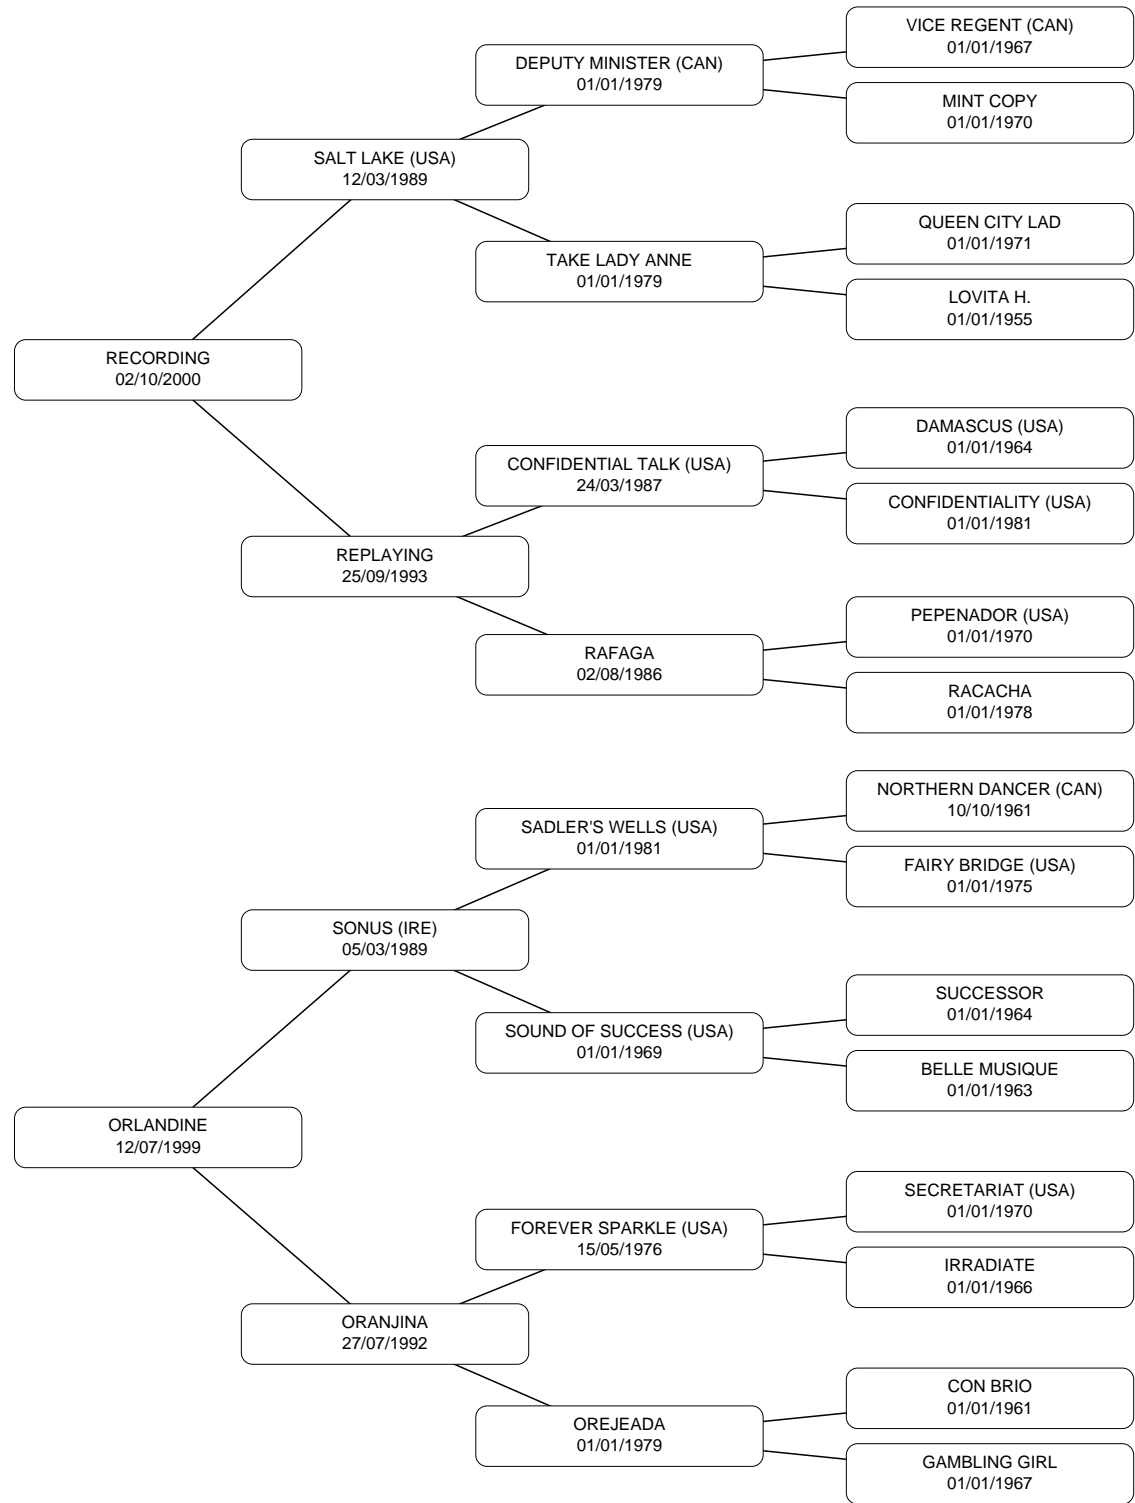 VICE REGENT (CAN)
01/01/1967
DEPUTY MINISTER (CAN)
01/01/1979
MINT COPY
01/01/1970
SALT LAKE (USA)
12/03/1989
QUEEN CITY LAD
01/01/1971
TAKE LADY ANNE
01/01/1979
LOVITA H.
01/01/1955
RECORDING
02/10/2000
DAMASCUS (USA)
01/01/1964
CONFIDENTIAL TALK (USA)
24/03/1987
CONFIDENTIALITY (USA)
01/01/1981
REPLAYING
25/09/1993
PEPENADOR (USA)
01/01/1970
RAFAGA
02/08/1986
RACACHA
01/01/1978
NORTHERN DANCER (CAN)
10/10/1961
SADLER'S WELLS (USA)
01/01/1981
FAIRY BRIDGE (USA)
01/01/1975
SONUS (IRE)
05/03/1989
SUCCESSOR
01/01/1964
SOUND OF SUCCESS (USA)
01/01/1969
BELLE MUSIQUE
01/01/1963
ORLANDINE
12/07/1999
SECRETARIAT (USA)
01/01/1970
FOREVER SPARKLE (USA)
15/05/1976
IRRADIATE
01/01/1966
ORANJINA
27/07/1992
CON BRIO
01/01/1961
OREJEADA
01/01/1979
GAMBLING GIRL
01/01/1967